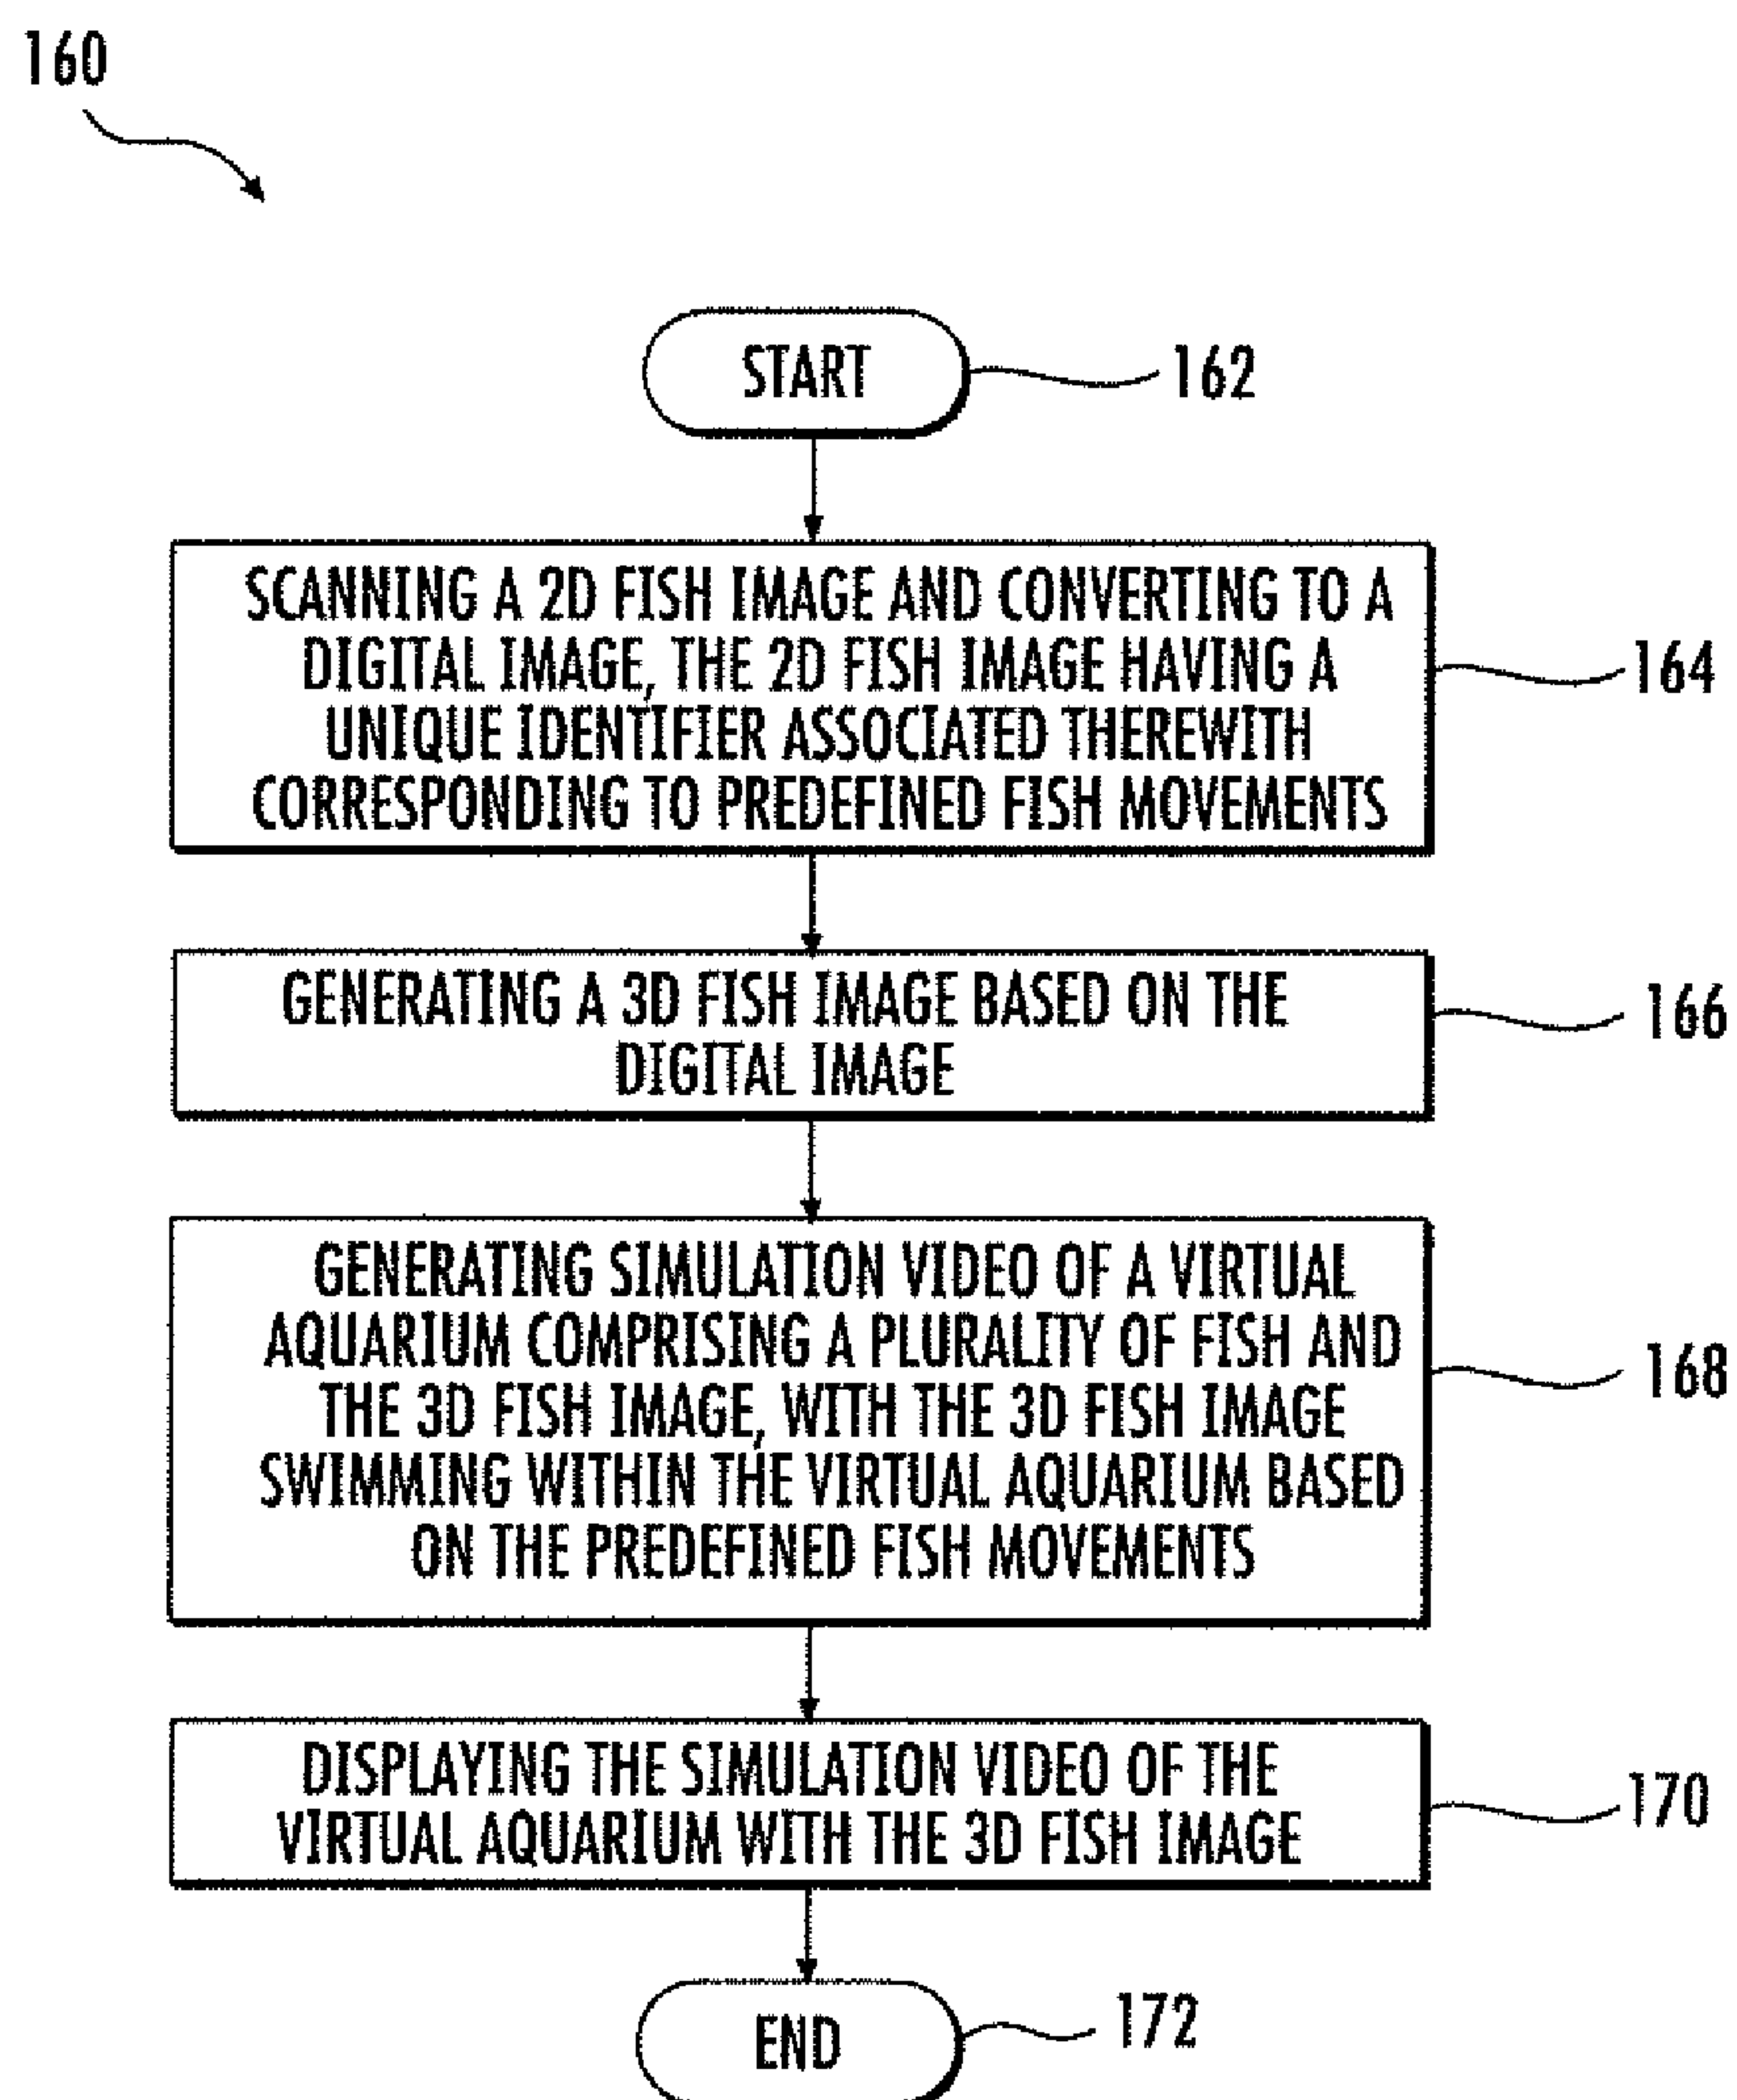 160
START
162
SCANNING A 2D FISH IMAGE AND CONVERTING TO A
DIGITAL IMAGE, THE 2D FISH IMAGE HAVING A
UNIQUE IDENTIFIER ASSOCIATED THEREWITH
CORRESPONDING TO PREDEFINED FISH MOVEMENTS
164
GENERATING A 3D FISH IMAGE BASED ON THE
DIGITAL IMAGE
166
GENERATING SIMULATION VIDEO OF A VIRTUAL
AQUARIUM COMPRISING A PLURALITY OF FISH AND
THE 3D FISH IMAGE, WITH THE 3D FISH IMAGE
SWIMMING WITHIN THE VIRTUAL AQUARIUM BASED
ON THE PREDEFINED FISH MOVEMENTS
168
DISPLAYING THE SIMULATION VIDEO OF THE
VIRTUAL AQUARIUM WITH THE 3D FISH IMAGE
170
END
172